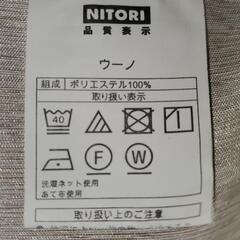 NITORI
品質表示
ウーノ
組成 ポリエステル100%
取り扱い表示
40
F W
洗濯ネット使用
あて布使用
取り扱い上のご注意